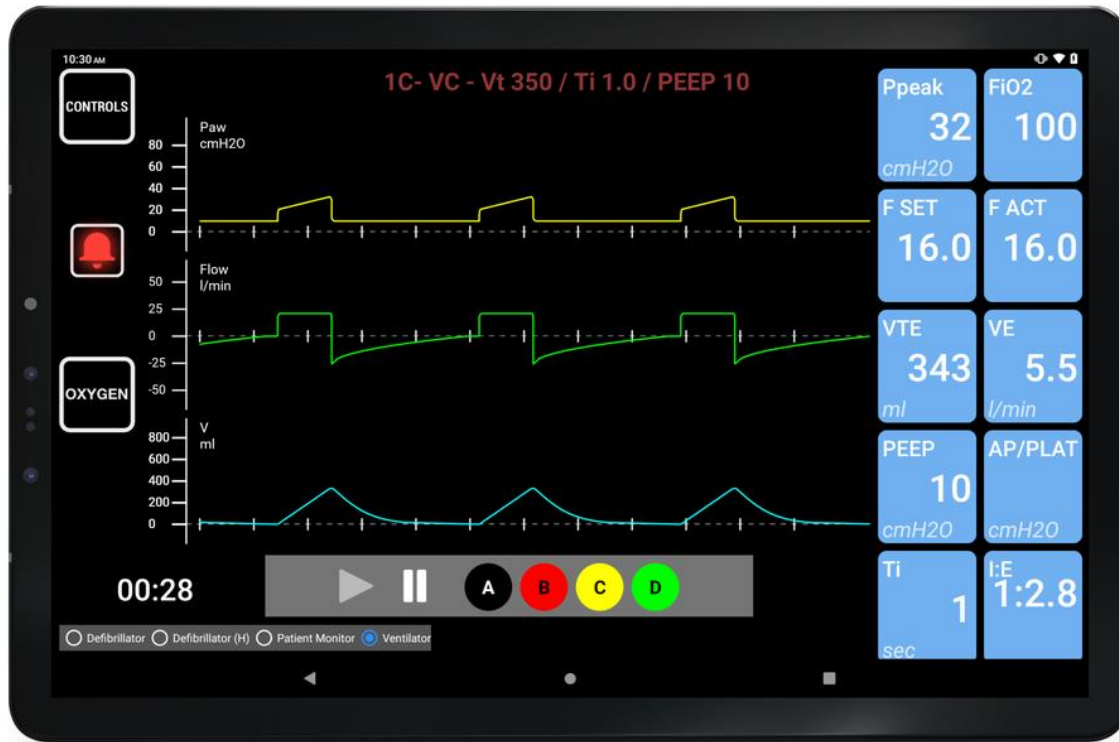 10:30 AM
1C- VC - Vt 350 / Ti 1.0 / PEEP 10
CONTROLS
OXYGEN
Paw
cmH2O
80
60
40
20
0
Flow
l/min
50
25
0
-25
-50
V
ml
800
600
400
200
0
Ppeak
32
cmH2O
FiO2
100
F SET
16.0
F ACT
16.0
VTE
343
ml
VE
5.5
l/min
PEEP
10
cmH2O
AP/PLAT
cmH2O
Ti
1
sec
I:E
1:2.8
00:28
A B C D
Defibrillator Defibrillator (H) Patient Monitor Ventilator